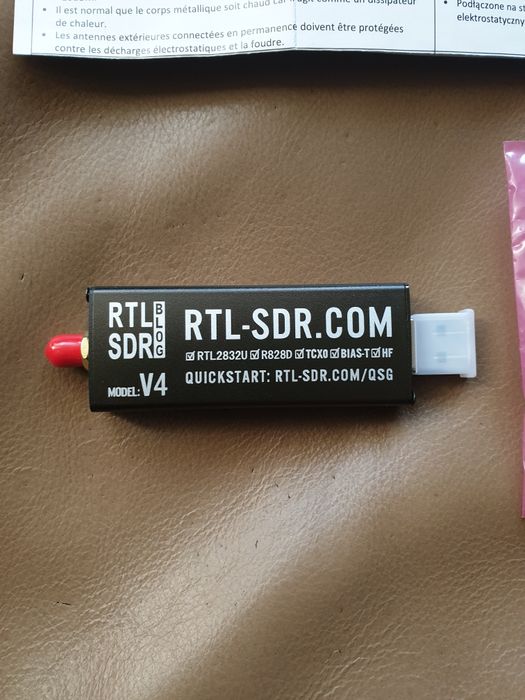 • Il est normal que le corps métallique soit chaud car il agit comme un dissipateur
de chaleur.
• Les antennes extérieures connectées en permanence doivent être protégées
contre les décharges électrostatiques et la foudre.
• Podłączone na st
elektrostatyczny
RTL
SDR
BLOG
MODEL: V4
RTL-SDR.COM
☑ RTL2832U ☑ R828D ☑ TCXO ☑ BIAS-T ☑ HF
QUICKSTART: RTL-SDR.COM/QSG